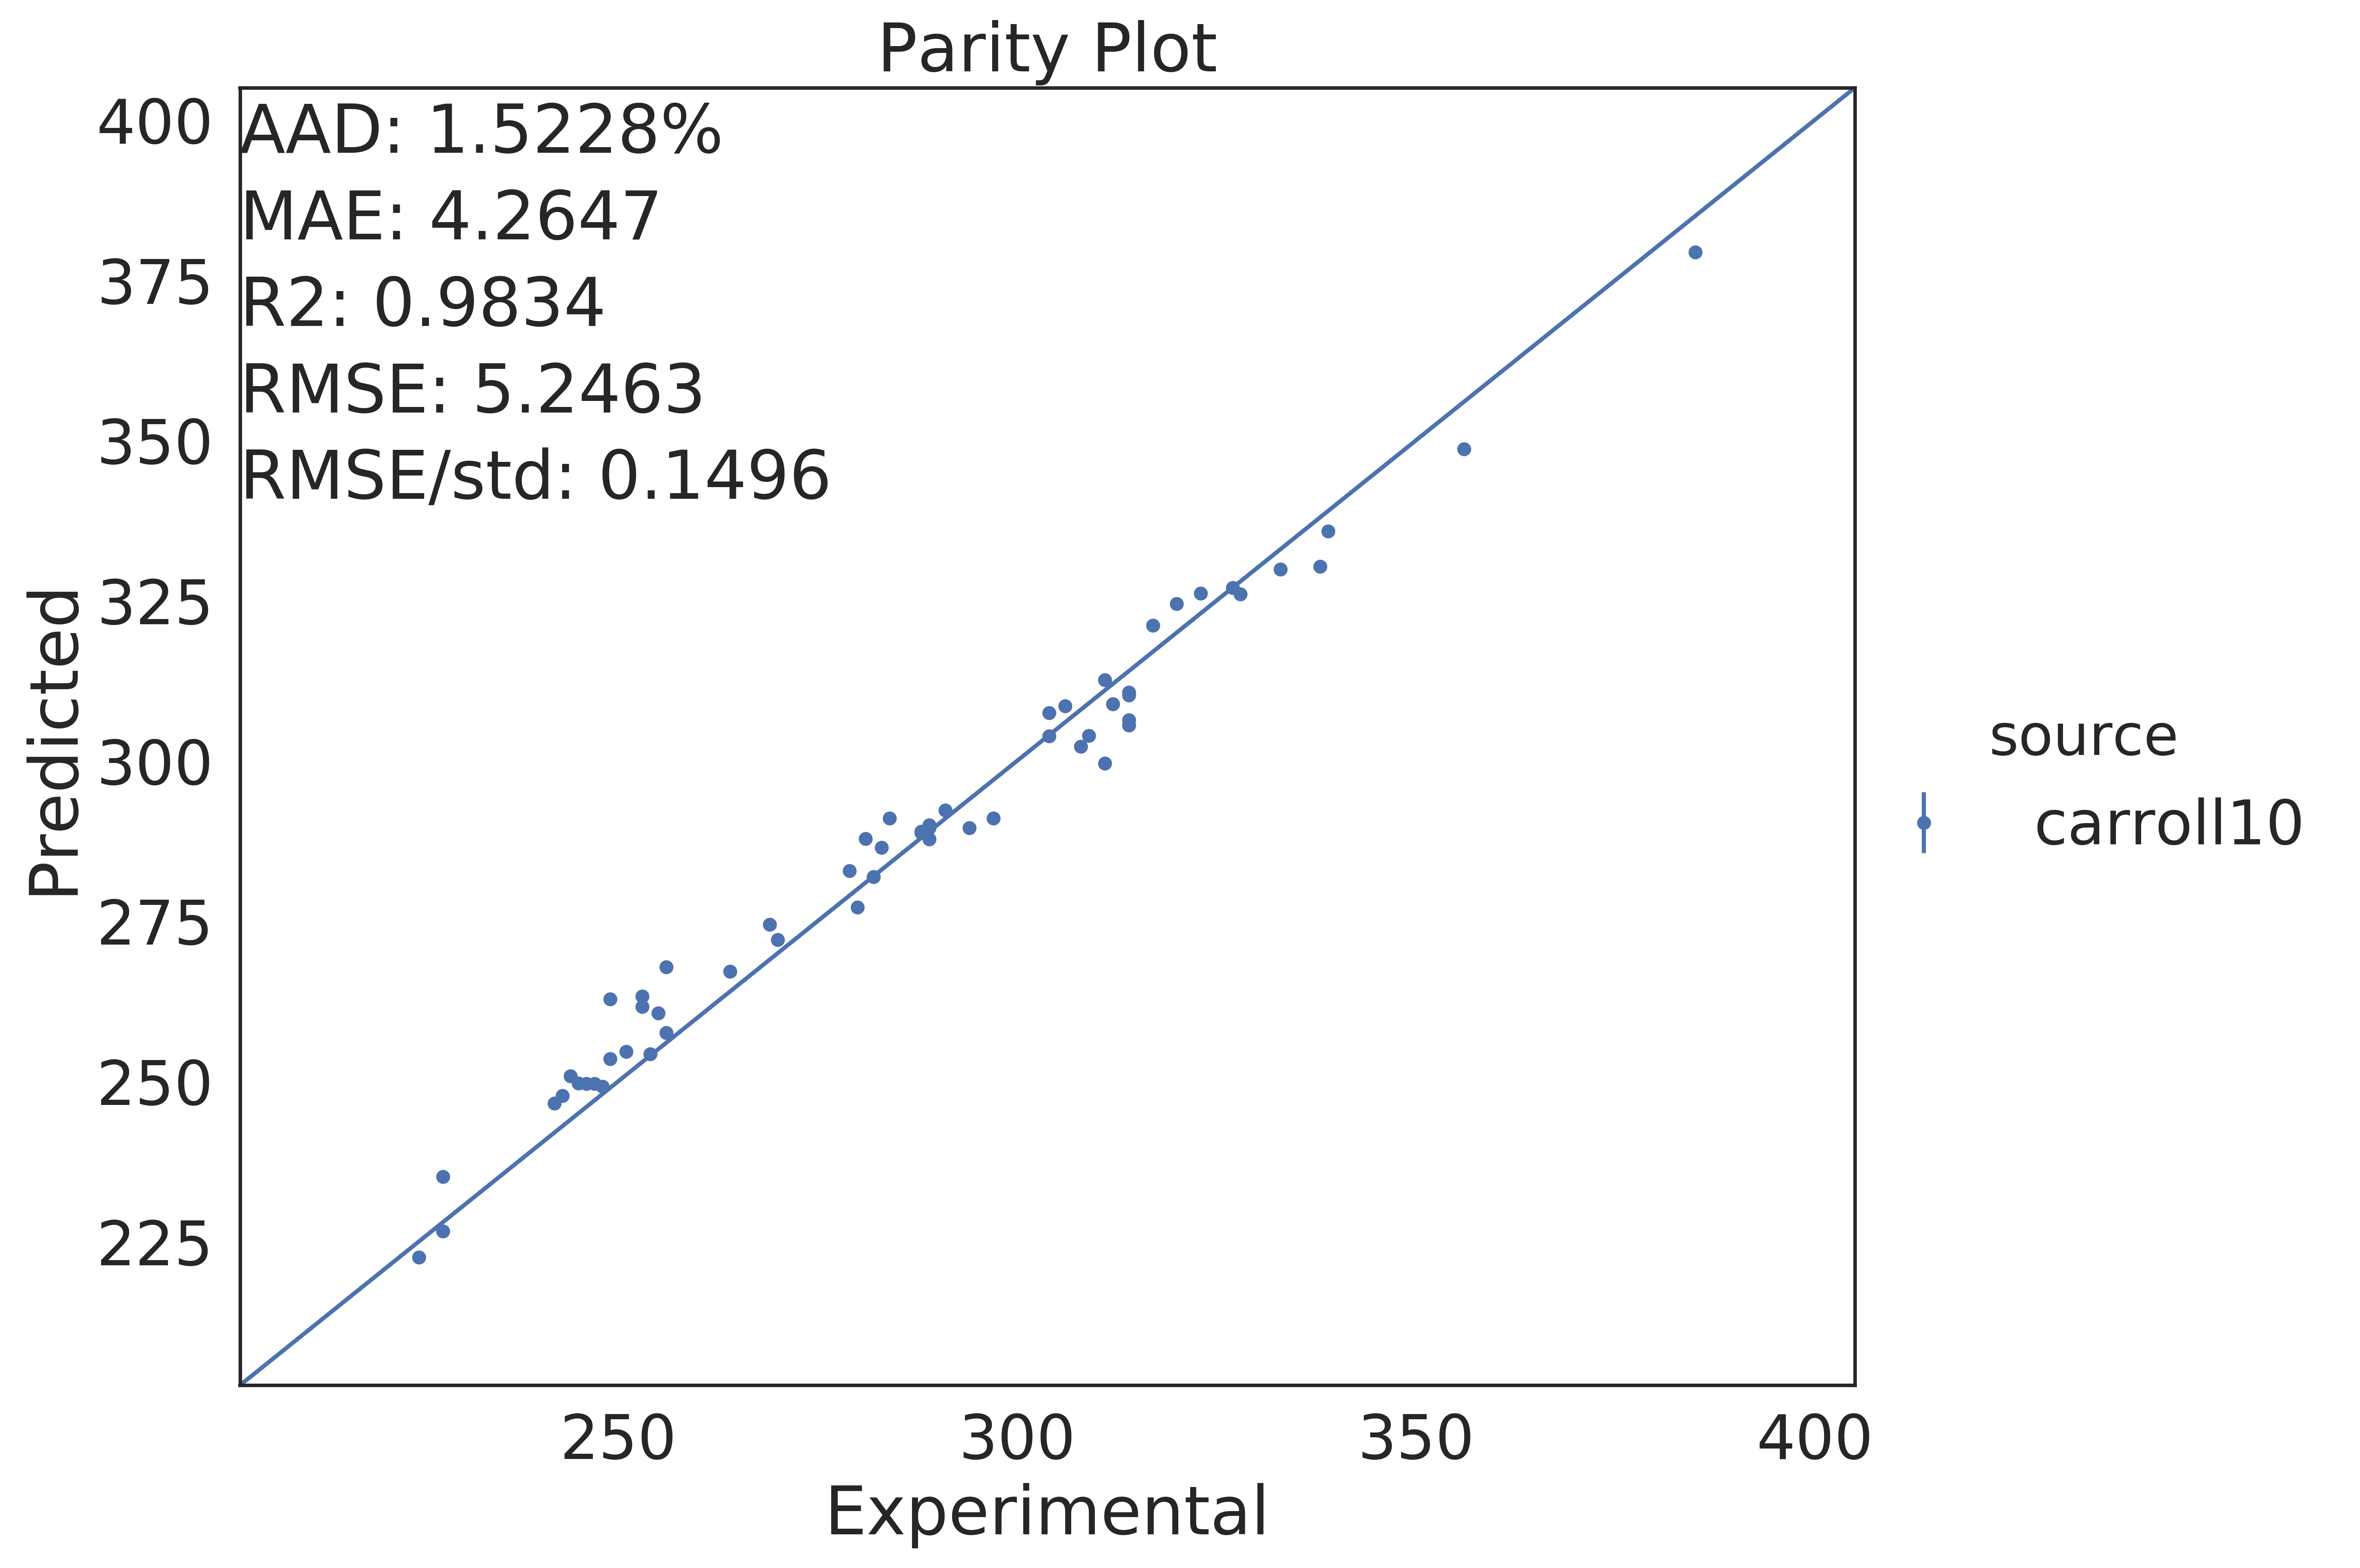 Parity Plot
AAD: 1.5228%
MAE: 4.2647
R2: 0.9834
RMSE: 5.2463
RMSE/std: 0.1496
400
375
350
325
300
275
250
225
Predicted
250 300 350 400
Experimental
source
carroll10